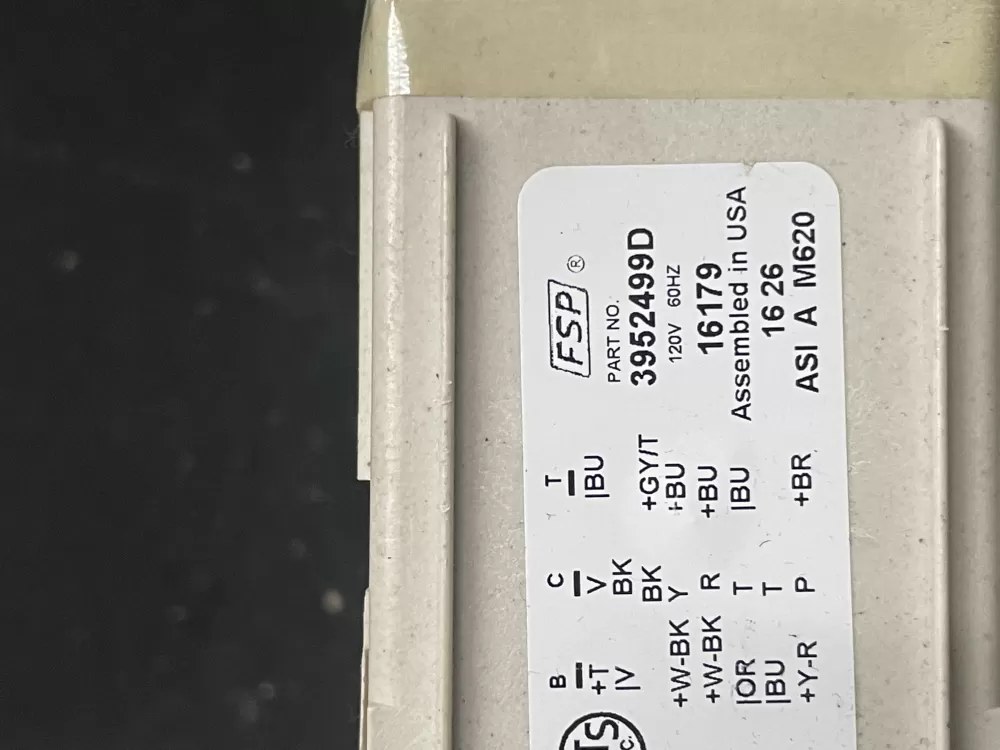 B C T
+T V |BU
|V BK
BK +GY/T
+W-BK Y +BU
+W-BK R +BU
|OR T |BU
|BU T
+Y-R P +BR
FSP ®
PART NO.
3952499D
120V 60HZ
16179
Assembled in USA
16 26
ASI A M620